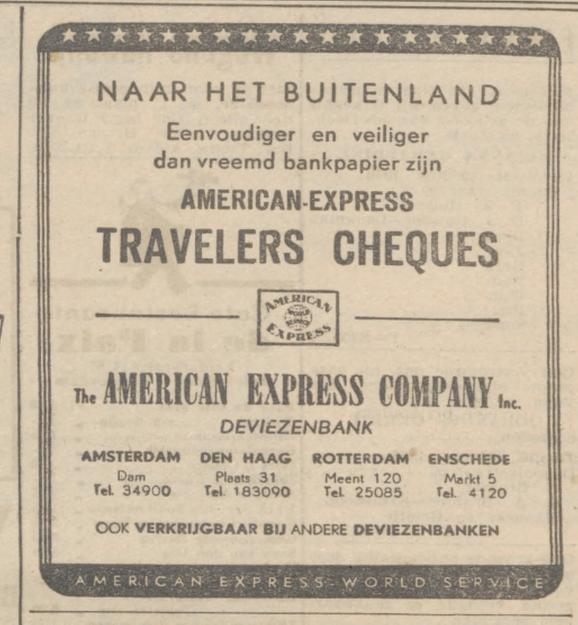 NAAR HET BUITENLAND
Eenvoudiger en veiliger
dan vreemd bankpapier zijn
AMERICAN-EXPRESS
TRAVELERS CHEQUES
AMERICAN
WORLD
SERVICE
EXPRESS
The AMERICAN EXPRESS COMPANY Inc.
DEVIEZENBANK
AMSTERDAM DEN HAAG ROTTERDAM ENSCHEDE
Dam Plaats 31 Meent 120 Markt 5
Tel. 34900 Tel. 183090 Tel. 25085 Tel. 4120
OOK VERKRIJGBAAR BIJ ANDERE DEVIEZENBANKEN
AMERICAN EXPRESS-WORLD SERVICE